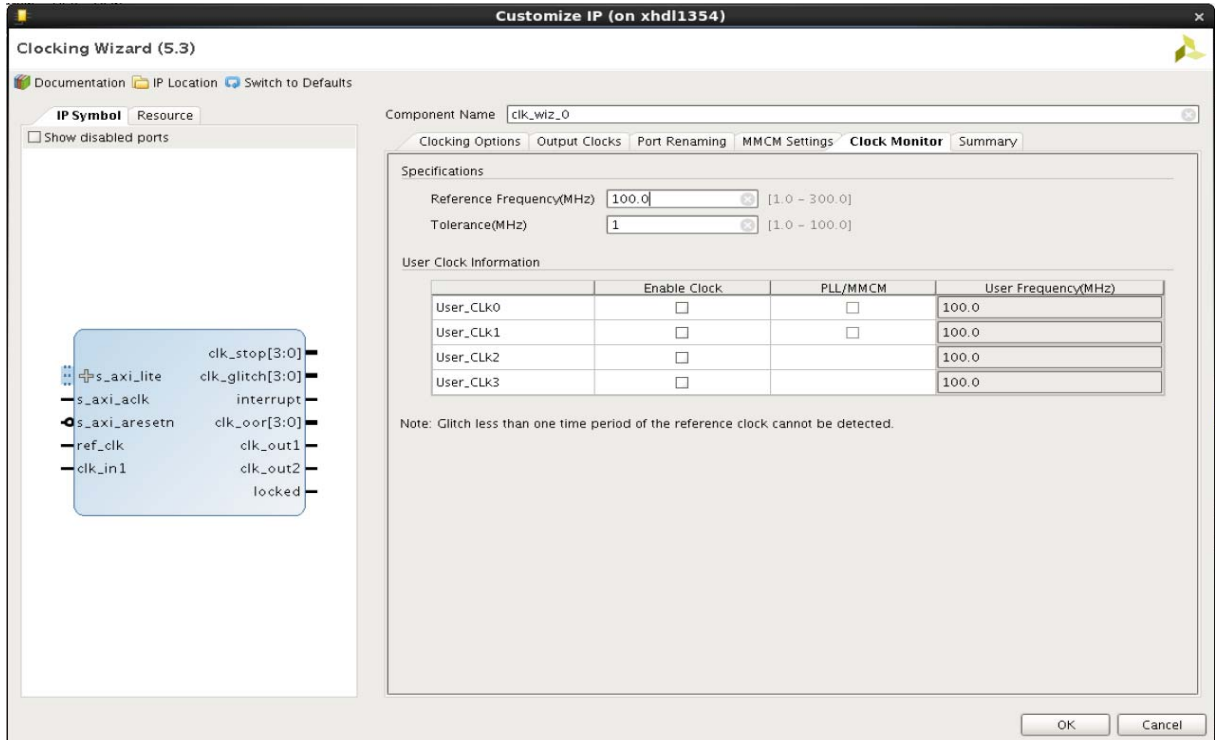 Customize IP (on xhdl1354)
Clocking Wizard (5.3)
Documentation IP Location Switch to Defaults
IP Symbol Resource
Show disabled ports
clk_stop[3:0]
s_axi_lite clk_glitch[3:0]
s_axi_aclk interrupt
s_axi_aresetn clk_oor[3:0]
ref_clk clk_out1
clk_in1 clk_out2
locked
Component Name clk_wiz_0
Clocking Options Output Clocks Port Renaming MMCM Settings Clock Monitor Summary
Specifications
Reference Frequency(MHz) 100.0 [1.0 - 300.0]
Tolerance(MHz) 1 [1.0 - 100.0]
User Clock Information
Enable Clock PLL/MMCM User Frequency(MHz)
User_CLk0 100.0
User_CLk1 100.0
User_CLk2 100.0
User_CLk3 100.0
Note: Glitch less than one time period of the reference clock cannot be detected.
OK Cancel